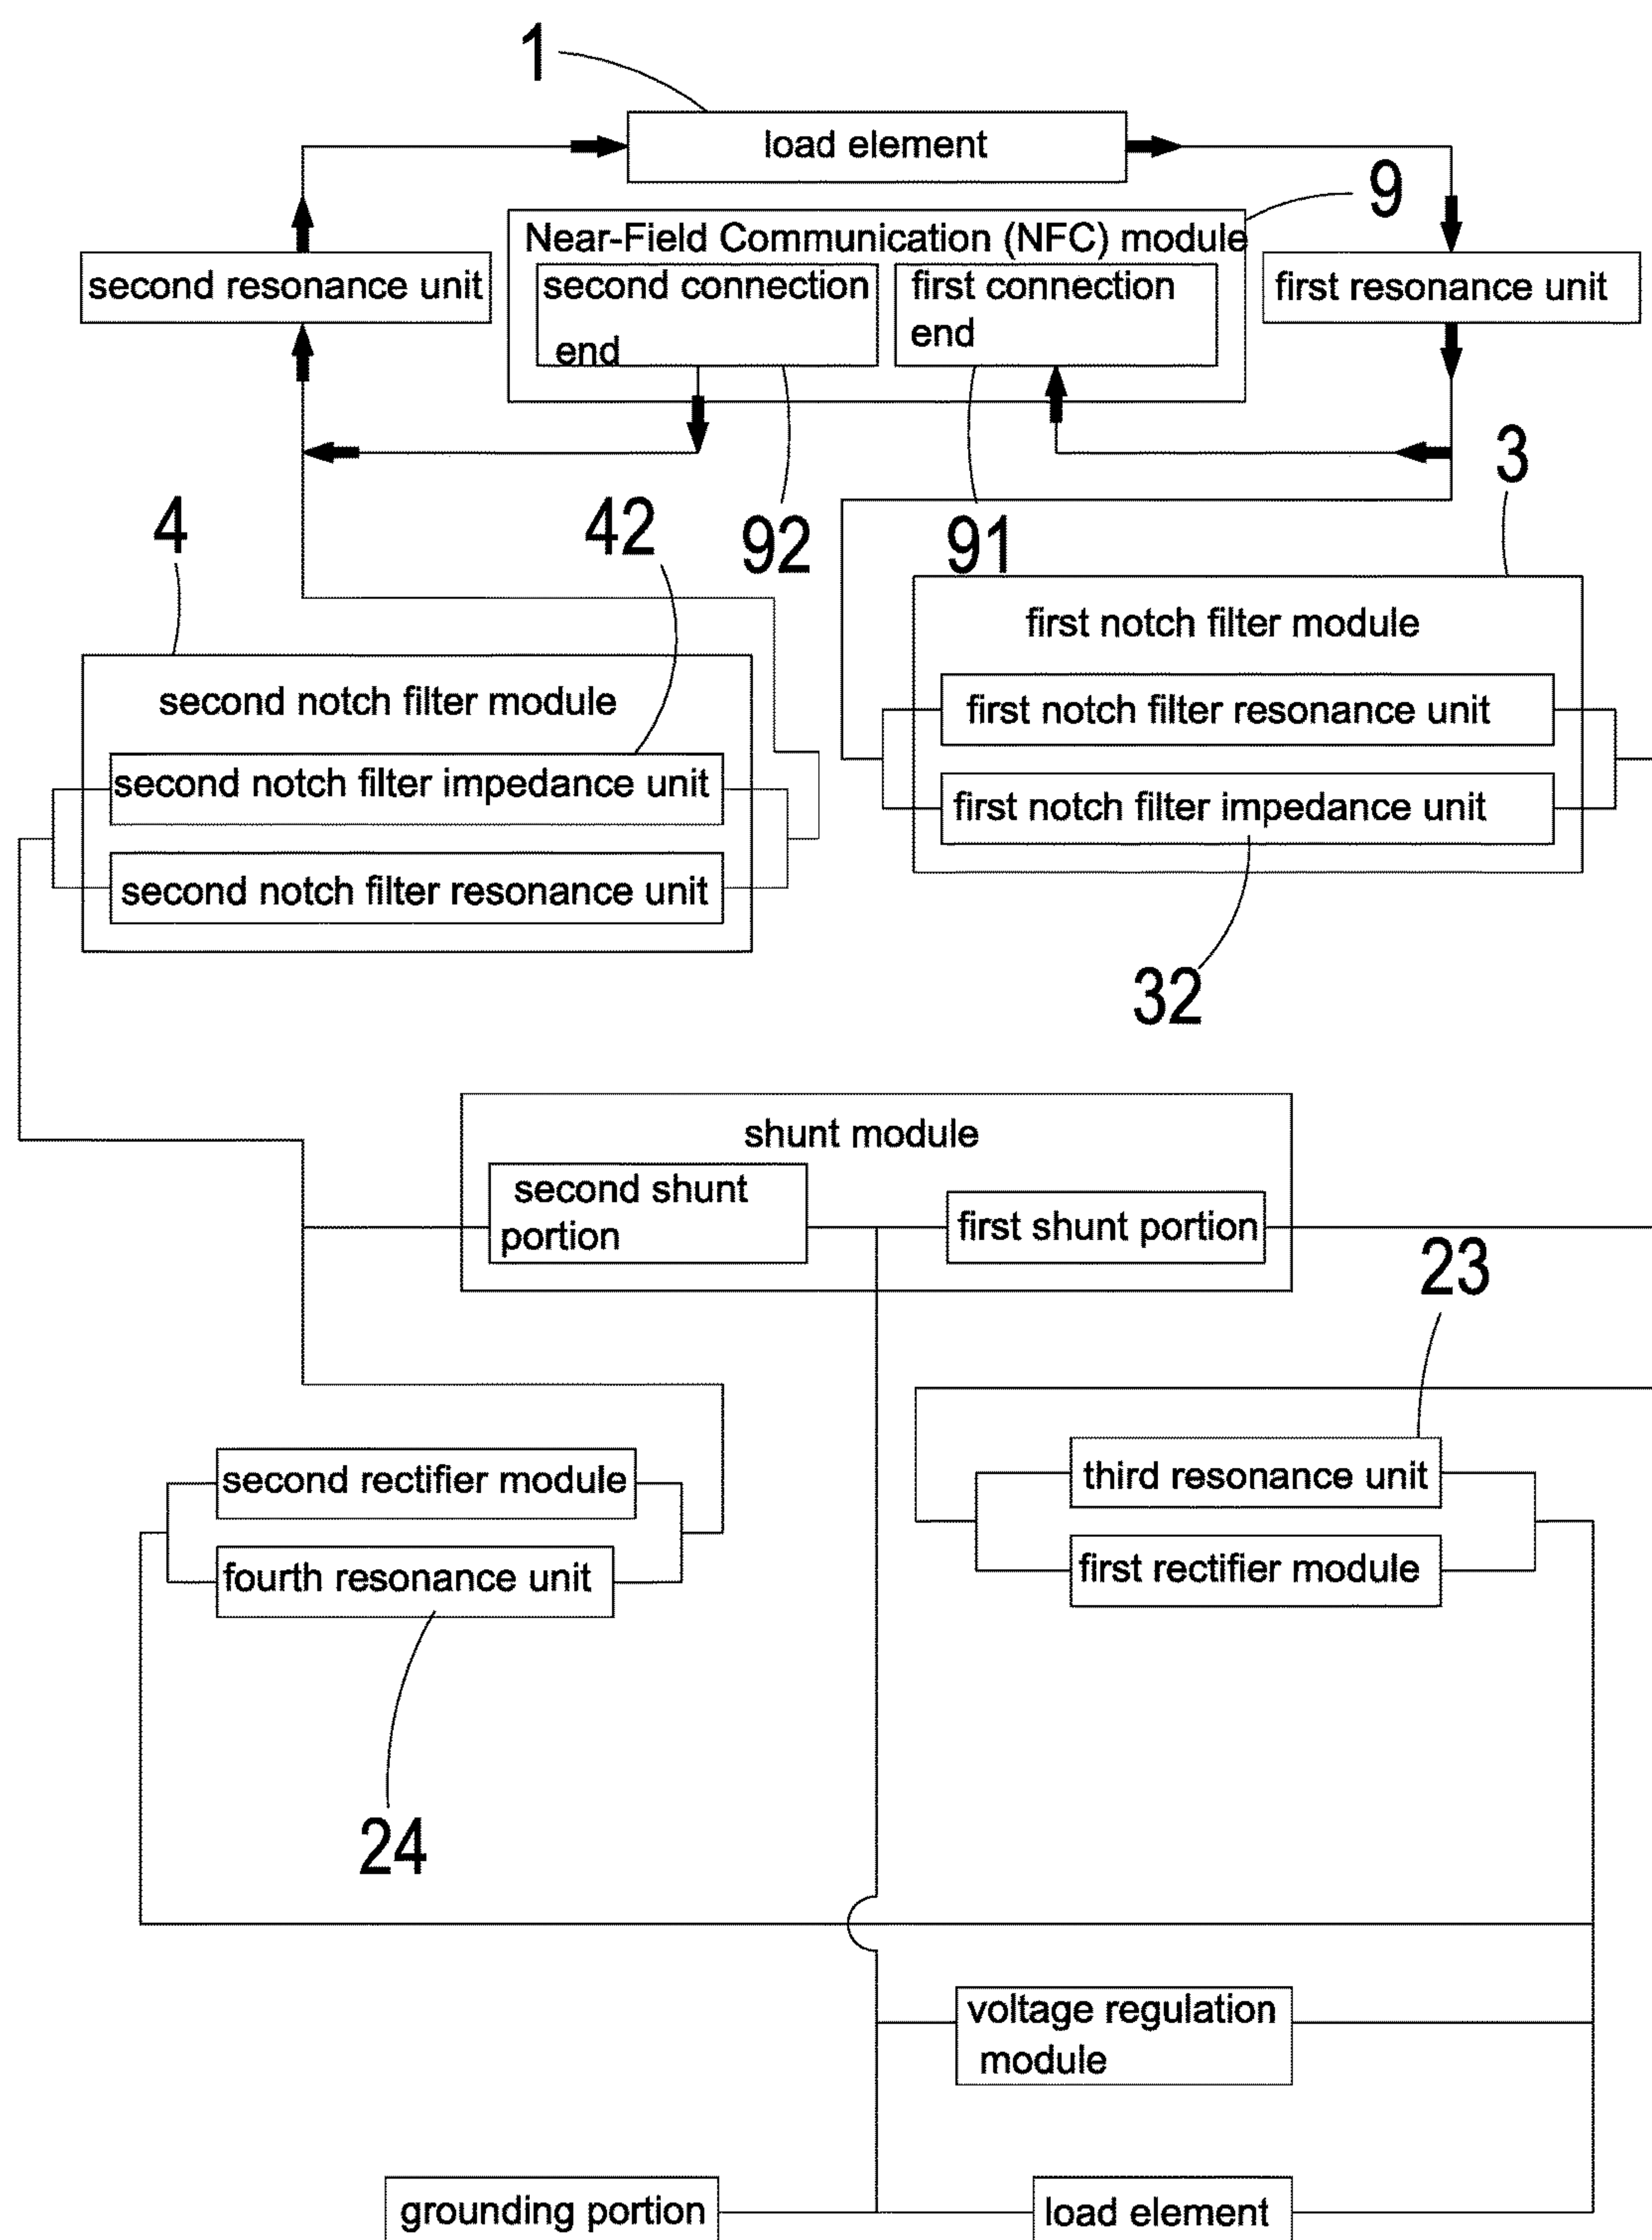 1
load element
9
Near-Field Communication (NFC) module
second resonance unit
second connection
end
first connection
end
first resonance unit
3
4
42
92
91
first notch filter module
second notch filter module
first notch filter resonance unit
second notch filter impedance unit
first notch filter impedance unit
second notch filter resonance unit
32
shunt module
second shunt
portion
first shunt portion
23
second rectifier module
third resonance unit
fourth resonance unit
first rectifier module
24
voltage regulation
module
grounding portion
load element